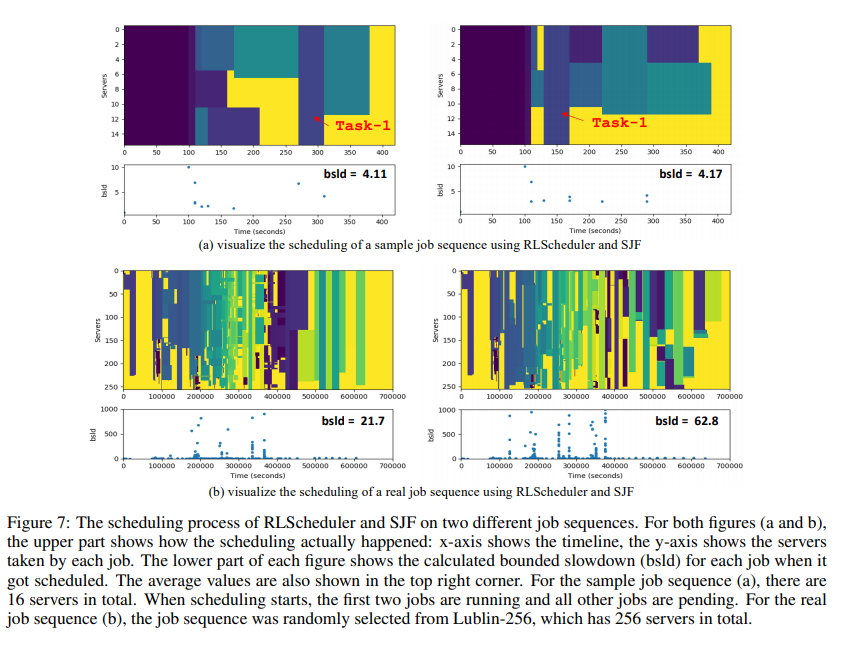 0
2
4
6
8
10
12
14
Servers
Task-1
0 50 100 150 200 250 300 350 400
0
2
4
6
8
10
12
14
Servers
Task-1
0 50 100 150 200 250 300 350 400
10
5
bsld
bsld = 4.11
0 50 100 150 200 250 300 350 400
Time (seconds)
10
5
bsld
bsld = 4.17
0 50 100 150 200 250 300 350 400
Time (seconds)
(a) visualize the scheduling of a sample job sequence using RLScheduler and SJF
0
50
100
150
200
250
Servers
0 100000 200000 300000 400000 500000 600000 700000
0
50
100
150
200
250
Servers
0 100000 200000 300000 400000 500000 600000 700000
1000
500
0
bsld
bsld = 21.7
0 100000 200000 300000 400000 500000 600000 700000
Time (seconds)
1000
500
0
bsld
bsld = 62.8
0 100000 200000 300000 400000 500000 600000 700000
Time (seconds)
(b) visualize the scheduling of a real job sequence using RLScheduler and SJF
Figure 7: The scheduling process of RLScheduler and SJF on two different job sequences. For both figures (a and b),
the upper part shows how the scheduling actually happened: x-axis shows the timeline, the y-axis shows the servers
taken by each job. The lower part of each figure shows the calculated bounded slowdown (bsld) for each job when it
got scheduled. The average values are also shown in the top right corner. For the sample job sequence (a), there are
16 servers in total. When scheduling starts, the first two jobs are running and all other jobs are pending. For the real
job sequence (b), the job sequence was randomly selected from Lublin-256, which has 256 servers in total.